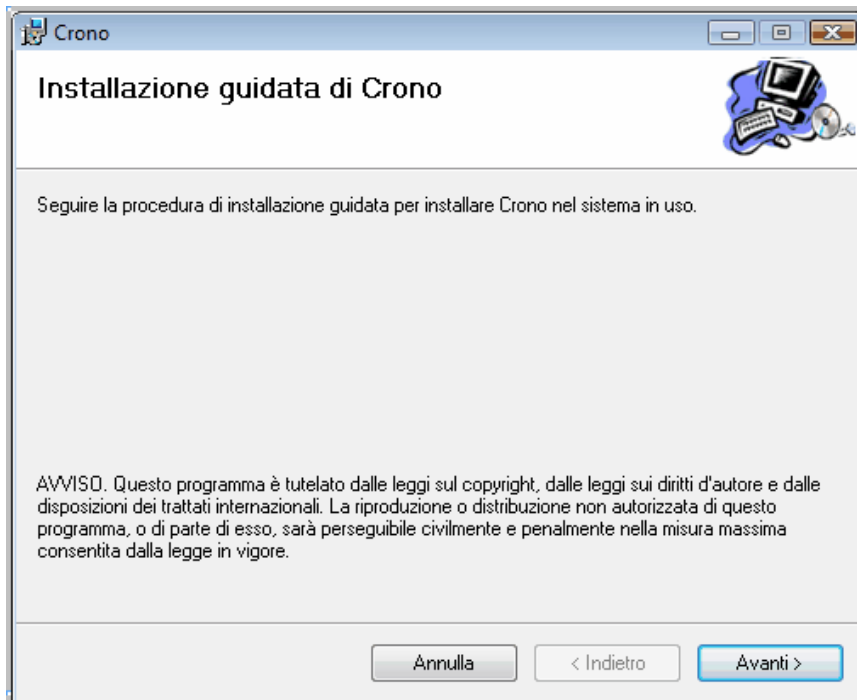 Crono
Installazione guidata di Crono
Seguire la procedura di installazione guidata per installare Crono nel sistema in uso.
AVVISO. Questo programma è tutelato dalle leggi sul copyright, dalle leggi sui diritti d'autore e dalle
disposizioni dei trattati internazionali. La riproduzione o distribuzione non autorizzata di questo
programma, o di parte di esso, sarà perseguibile civilmente e penalmente nella misura massima
consentita dalla legge in vigore.
Annulla
< Indietro
Avanti >